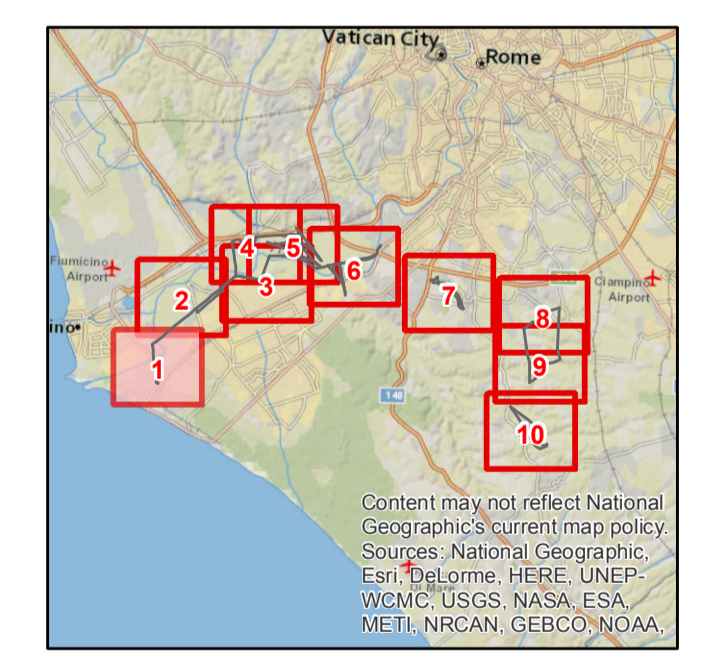 Vatican City
Rome
Fiumicino
Airport
ino
4
5
6
3
2
7
Ciampino
Airport
8
1
9
148
10
Content may not reflect National
Geographic's current map policy.
Sources: National Geographic,
Esri, DeLorme, HERE, UNEP-
WCMC, USGS, NASA, ESA,
METI, NRCAN, GEBCO, NOAA,
Di Mare